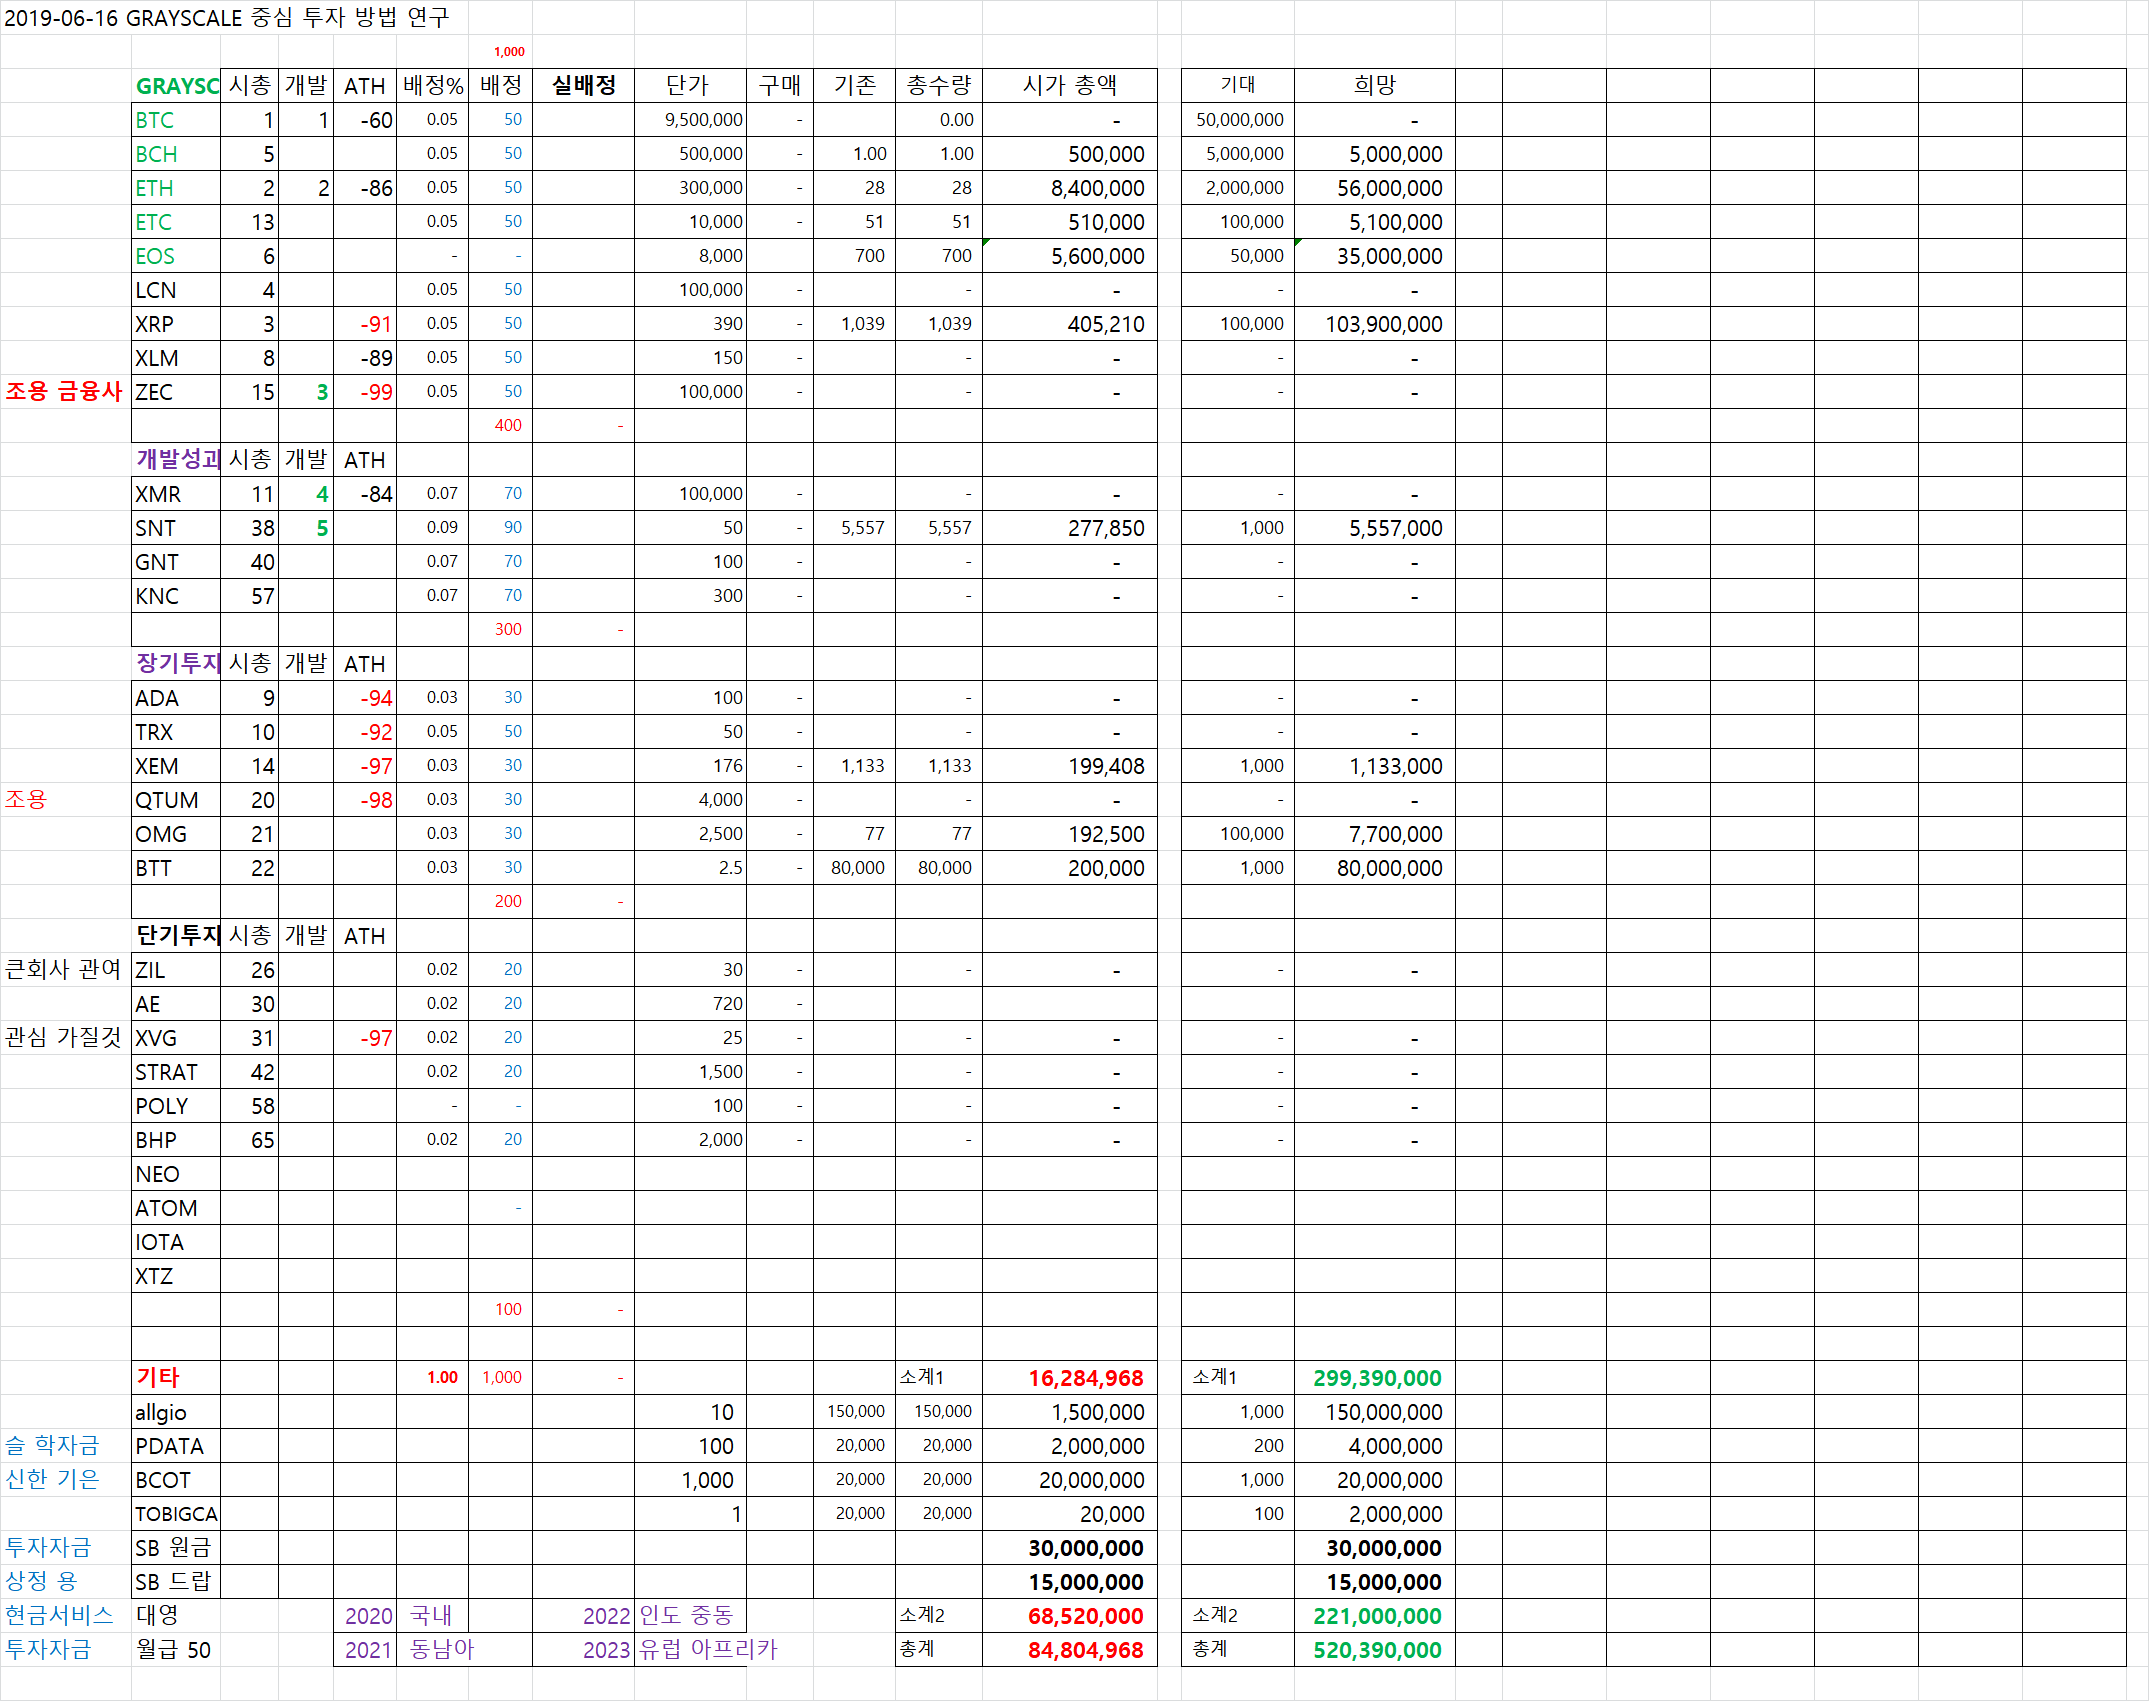 2019-06-16 GRAYSCALE 중심 투자 방법 연구
1,000
GRAYSC 시총 개발 ATH 배정% 배정 실배정 단가 구매 기존 총수량 시가 총액 기대 희망
BTC 1 1 -60 0.05 50 9,500,000 - 0.00 - 50,000,000 -
BCH 5 0.05 50 500,000 - 1.00 1.00 500,000 5,000,000 5,000,000
ETH 2 2 -86 0.05 50 300,000 - 28 28 8,400,000 2,000,000 56,000,000
ETC 13 0.05 50 10,000 - 51 51 510,000 100,000 5,100,000
EOS 6 - - 8,000 700 700 5,600,000 50,000 35,000,000
LCN 4 0.05 50 100,000 - - - - -
XRP 3 -91 0.05 50 390 - 1,039 1,039 405,210 100,000 103,900,000
XLM 8 -89 0.05 50 150 - - - - -
조용 금융사 ZEC 15 3 -99 0.05 50 100,000 - - - - -
400 -
개발성과 시총 개발 ATH
XMR 11 4 -84 0.07 70 100,000 - - - - -
SNT 38 5 0.09 90 50 - 5,557 5,557 277,850 1,000 5,557,000
GNT 40 0.07 70 100 - - - - -
KNC 57 0.07 70 300 - - - - -
300 -
장기투자 시총 개발 ATH
ADA 9 -94 0.03 30 100 - - - - -
TRX 10 -92 0.05 50 50 - - - - -
XEM 14 -97 0.03 30 176 - 1,133 1,133 199,408 1,000 1,133,000
조용 QTUM 20 -98 0.03 30 4,000 - - - - -
OMG 21 0.03 30 2,500 - 77 77 192,500 100,000 7,700,000
BTT 22 0.03 30 2.5 - 80,000 80,000 200,000 1,000 80,000,000
200 -
단기투자 시총 개발 ATH
큰회사 관여 ZIL 26 0.02 20 30 - - - - -
AE 30 0.02 20 720 -
관심 가질것 XVG 31 -97 0.02 20 25 - - - - -
STRAT 42 0.02 20 1,500 - - - - -
POLY 58 - - 100 - - - - -
BHP 65 0.02 20 2,000 - - - - -
NEO
ATOM -
IOTA
XTZ
100 -
기타 1.00 1,000 - 소계1 16,284,968 소계1 299,390,000
allgio 10 150,000 150,000 1,500,000 1,000 150,000,000
슬 학자금 PDATA 100 20,000 20,000 2,000,000 200 4,000,000
신한 기은 BCOT 1,000 20,000 20,000 20,000,000 1,000 20,000,000
TOBIGCA 1 20,000 20,000 20,000 100 2,000,000
투자자금 SB 원금 30,000,000 30,000,000
상정 용 SB 드랍 15,000,000 15,000,000
현금서비스 대영 2020 국내 2022 인도 중동 소계2 68,520,000 소계2 221,000,000
투자자금 월급 50 2021 동남아 2023 유럽 아프리카 총계 84,804,968 총계 520,390,000